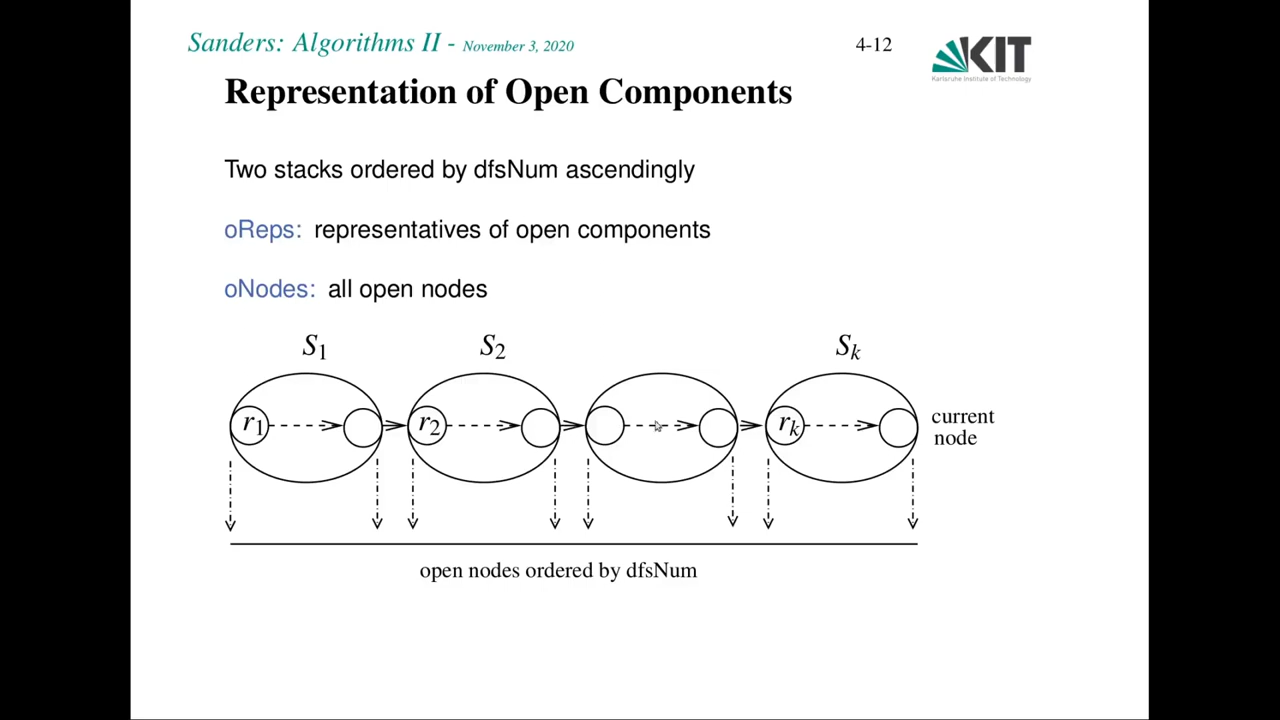 Sanders: Algorithms II - November 3, 2020
4-12
KIT
Karlsruhe Institute of Technology
Representation of Open Components
Two stacks ordered by dfsNum ascendingly
oReps: representatives of open components
oNodes: all open nodes
S1 S2 Sk
r1 r2 rk
current
node
open nodes ordered by dfsNum